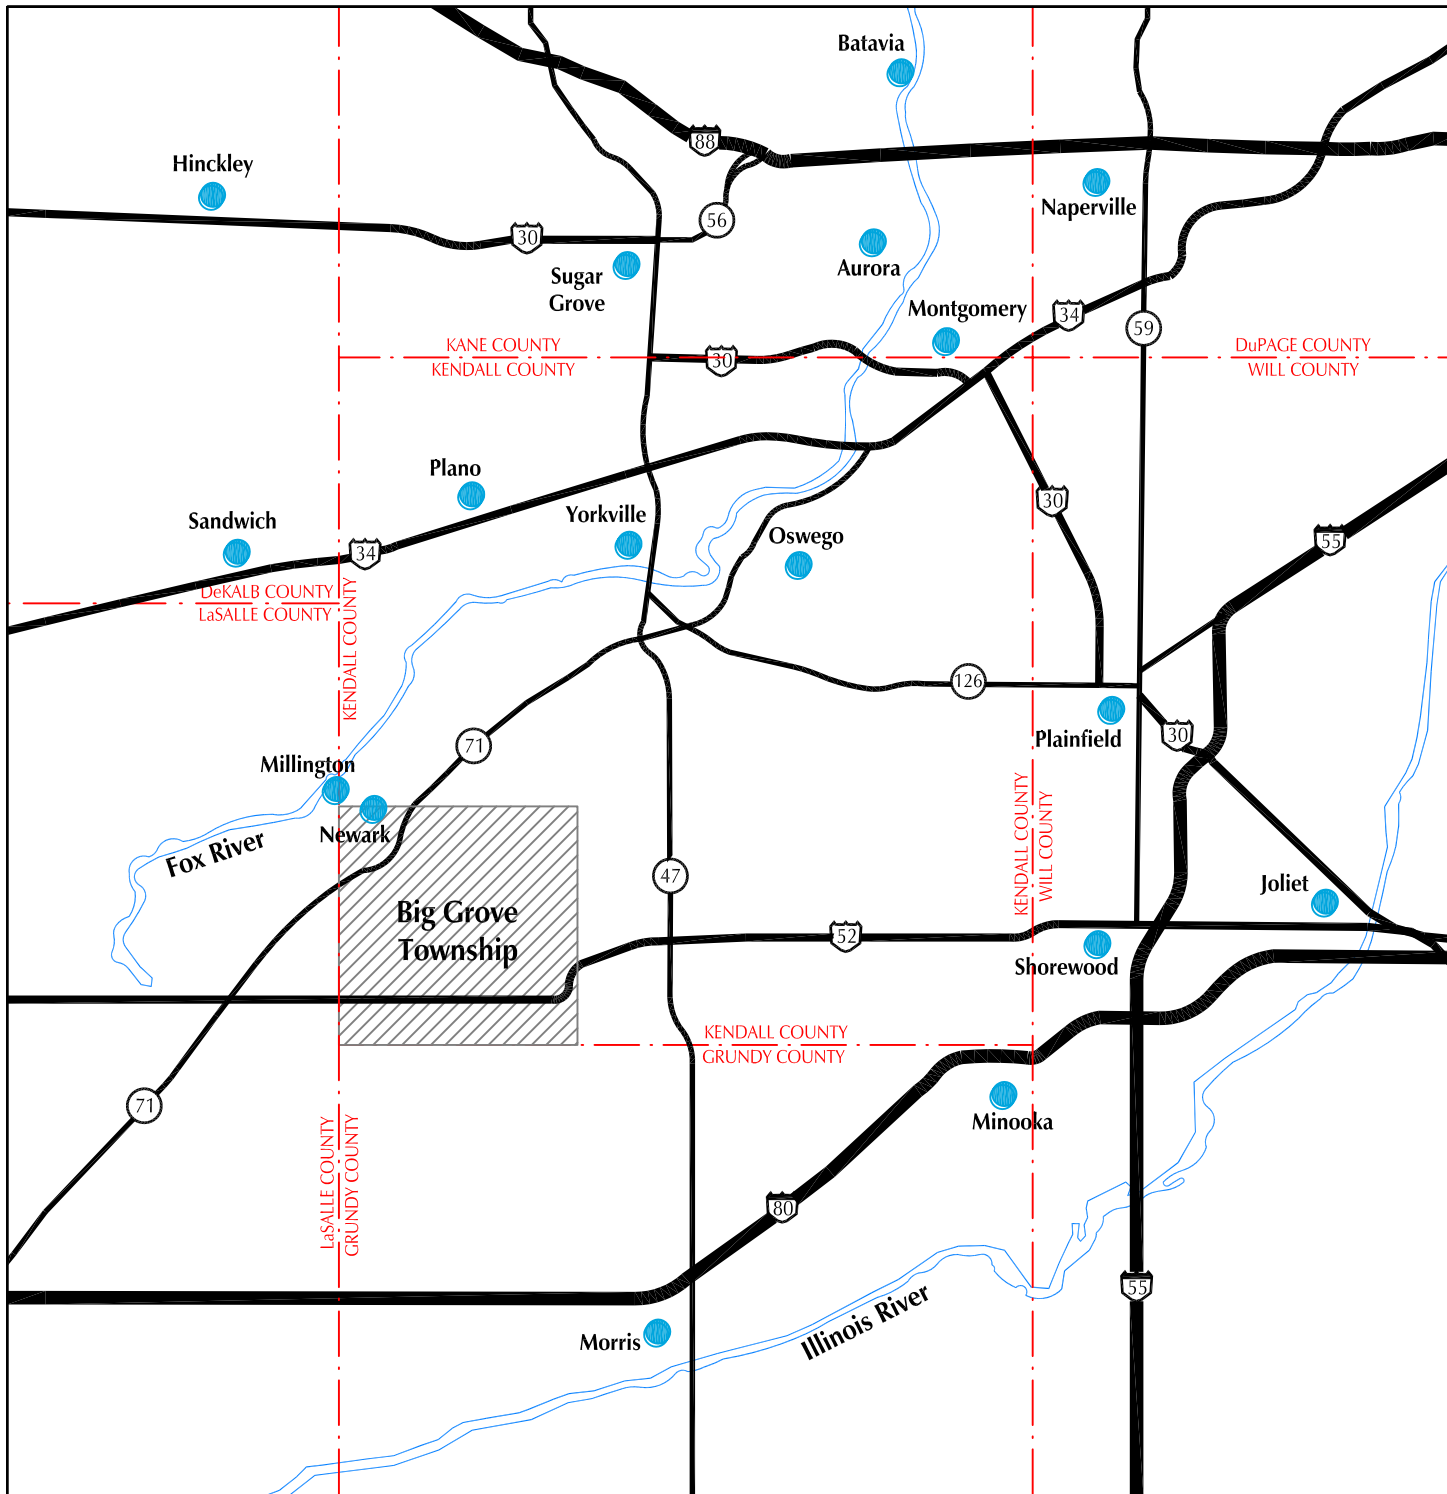 Batavia
88
Hinckley
Naperville
56
30
Sugar
Grove
Aurora
Montgomery
34
59
KANE COUNTY
KENDALL COUNTY
30
DuPAGE COUNTY
WILL COUNTY
Plano
30
Sandwich
Yorkville
Oswego
55
34
DeKALB COUNTY
LaSALLE COUNTY
KENDALL COUNTY
126
Plainfield
30
71
Millington
Newark
Fox River
KENDALL COUNTY
WILL COUNTY
47
Joliet
Big Grove
Township
52
Shorewood
KENDALL COUNTY
GRUNDY COUNTY
71
Minooka
LaSALLE COUNTY
GRUNDY COUNTY
80
55
Illinois River
Morris